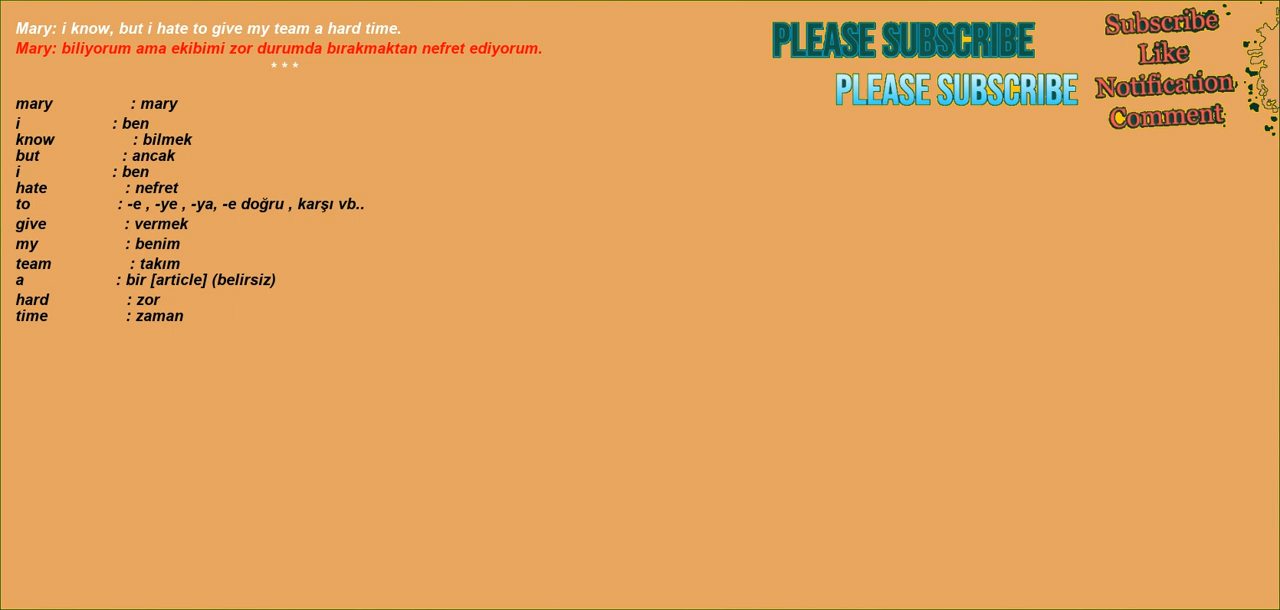 Mary: i know, but i hate to give my team a hard time.
Mary: biliyorum ama ekibimi zor durumda bırakmaktan nefret ediyorum.
* * *
mary : mary
i : ben
know : bilmek
but : ancak
i : ben
hate : nefret
to : -e , -ye , -ya, -e doğru , karşı vb..
give : vermek
my : benim
team : takım
a : bir [article] (belirsiz)
hard : zor
time : zaman
PLEASE SUBSCRIBE
PLEASE SUBSCRIBE
Subscribe
Like
Notification
Comment